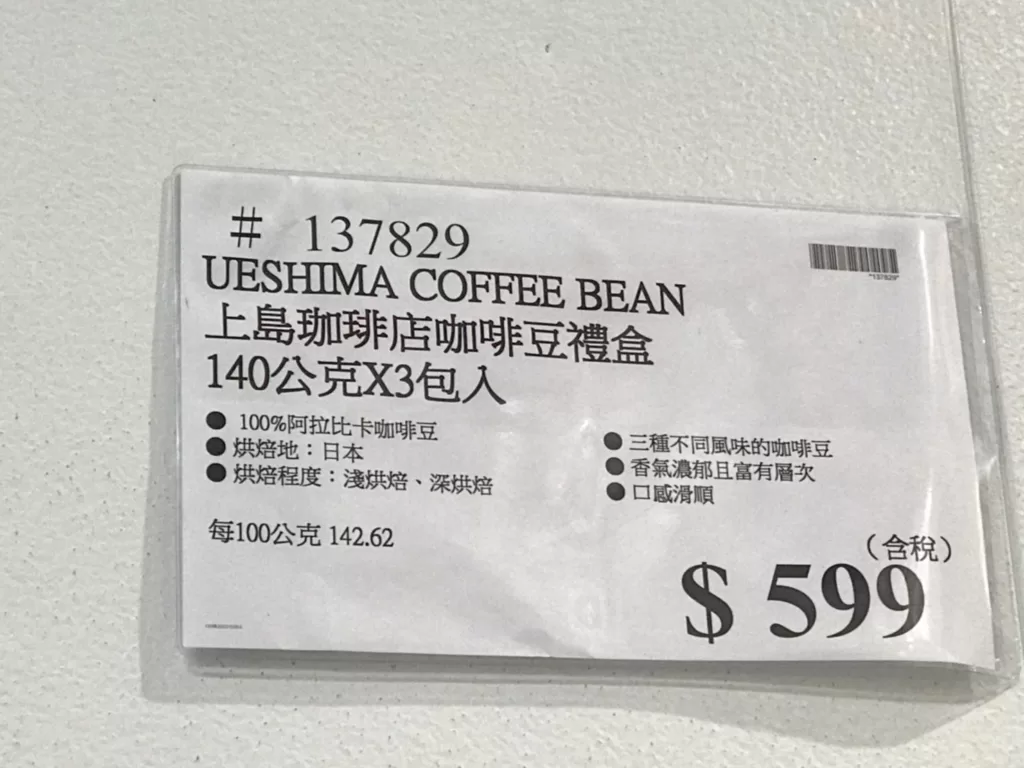 # 137829
*137829*
UESHIMA COFFEE BEAN
上島珈琲店咖啡豆禮盒
140公克X3包入
● 100%阿拉比卡咖啡豆
● 烘焙地：日本
● 烘焙程度：淺烘焙、深烘焙
● 三種不同風味的咖啡豆
● 香氣濃郁且富有層次
● 口感滑順
每100公克 142.62
（含稅）
$ 599